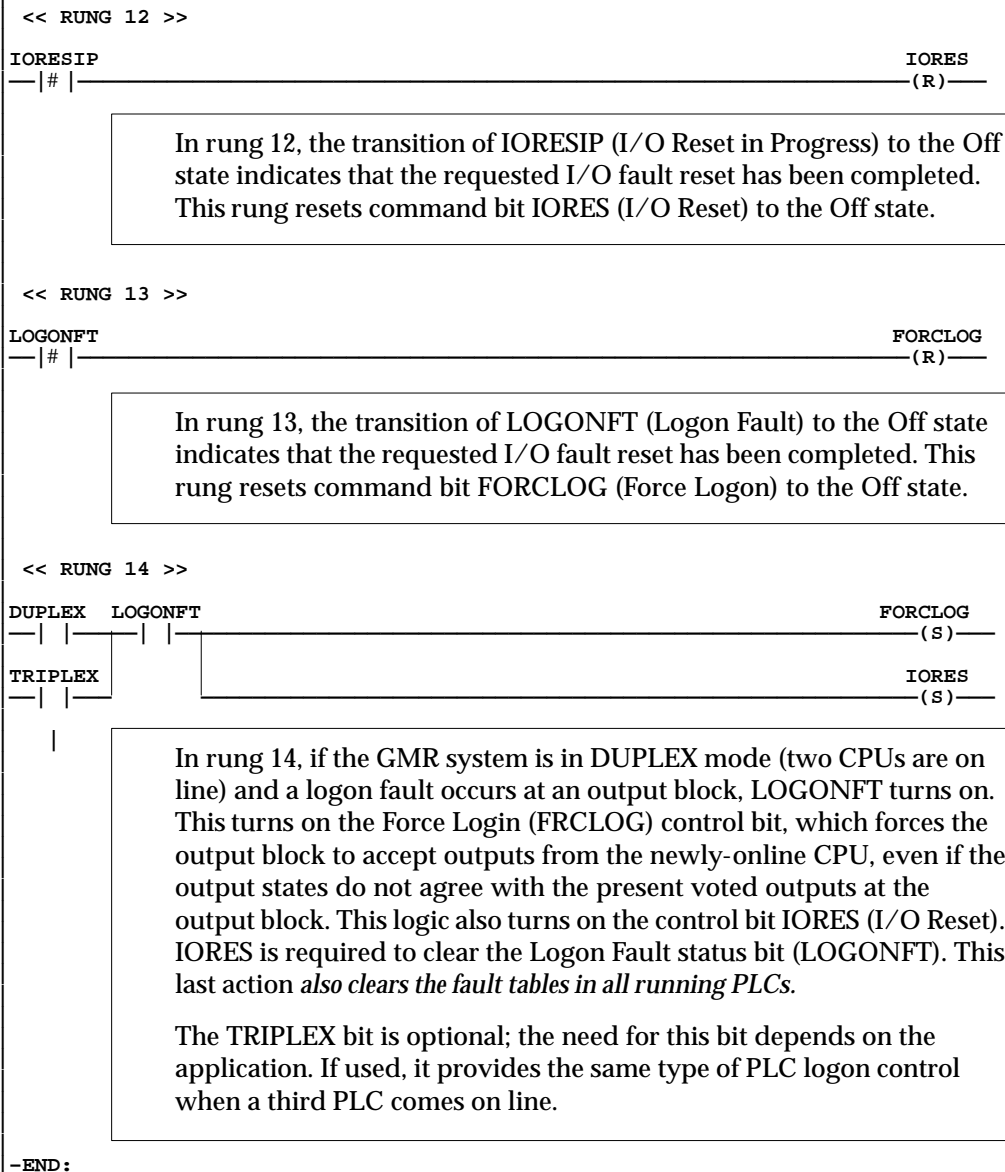 << RUNG 12 >>
IORESIP IORES
—|# |—(R)—
In rung 12, the transition of IORESIP (I/O Reset in Progress) to the Off
state indicates that the requested I/O fault reset has been completed.
This rung resets command bit IORES (I/O Reset) to the Off state.
<< RUNG 13 >>
LOGONFT FORCLOG
—|# |—(R)—
In rung 13, the transition of LOGONFT (Logon Fault) to the Off state
indicates that the requested I/O fault reset has been completed. This
rung resets command bit FORCLOG (Force Logon) to the Off state.
<< RUNG 14 >>
DUPLEX LOGONFT FORCLOG
—| |—| |—(S)—
TRIPLEX IORES
—| |—(S)—
In rung 14, if the GMR system is in DUPLEX mode (two CPUs are on
line) and a logon fault occurs at an output block, LOGONFT turns on.
This turns on the Force Login (FRCLOG) control bit, which forces the
output block to accept outputs from the newly-online CPU, even if the
output states do not agree with the present voted outputs at the
output block. This logic also turns on the control bit IORES (I/O Reset).
IORES is required to clear the Logon Fault status bit (LOGONFT). This
last action also clears the fault tables in all running PLCs.
The TRIPLEX bit is optional; the need for this bit depends on the
application. If used, it provides the same type of PLC logon control
when a third PLC comes on line.
–END: